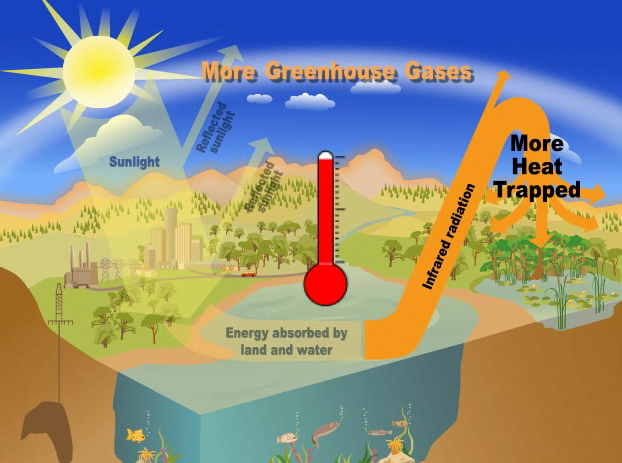 More Greenhouse Gases
Reflected
sunlight
Sunlight
Reflected
sunlight
More
Heat
Trapped
Infrared radiation
Energy absorbed by
land and water